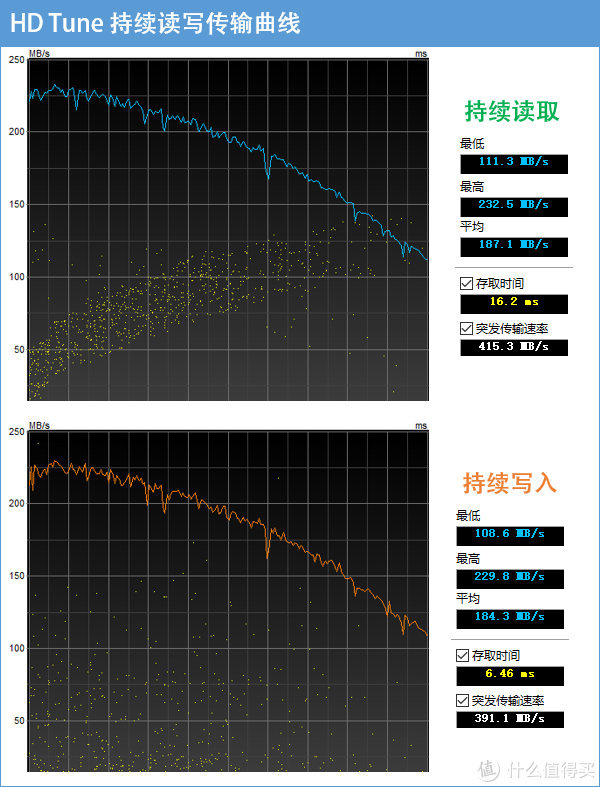 HD Tune 持续读写传输曲线
MB/s
ms
250
200
150
100
50
持续读取
最低
111.3 MB/s
最高
232.5 MB/s
平均
187.1 MB/s
存取时间
16.2 ms
突发传输速率
415.3 MB/s
MB/s
ms
250
200
150
100
50
持续写入
最低
108.6 MB/s
最高
229.8 MB/s
平均
184.3 MB/s
存取时间
6.46 ms
突发传输速率
391.1 MB/s
值 什么值得买